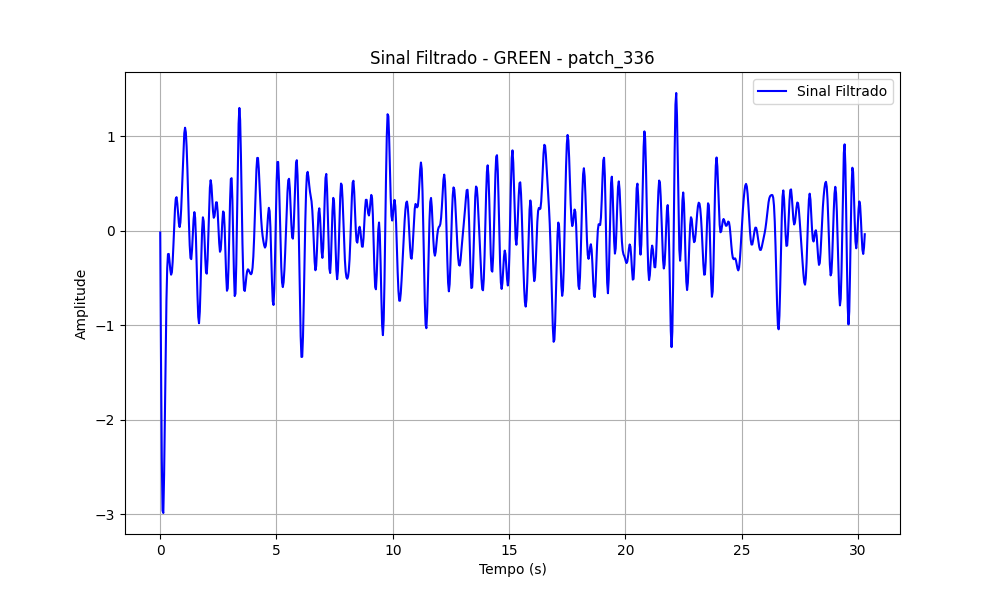 Sinal Filtrado - GREEN - patch_336
Sinal Filtrado
1
0
−1
−2
−3
Amplitude
0 5 10 15 20 25 30
Tempo (s)